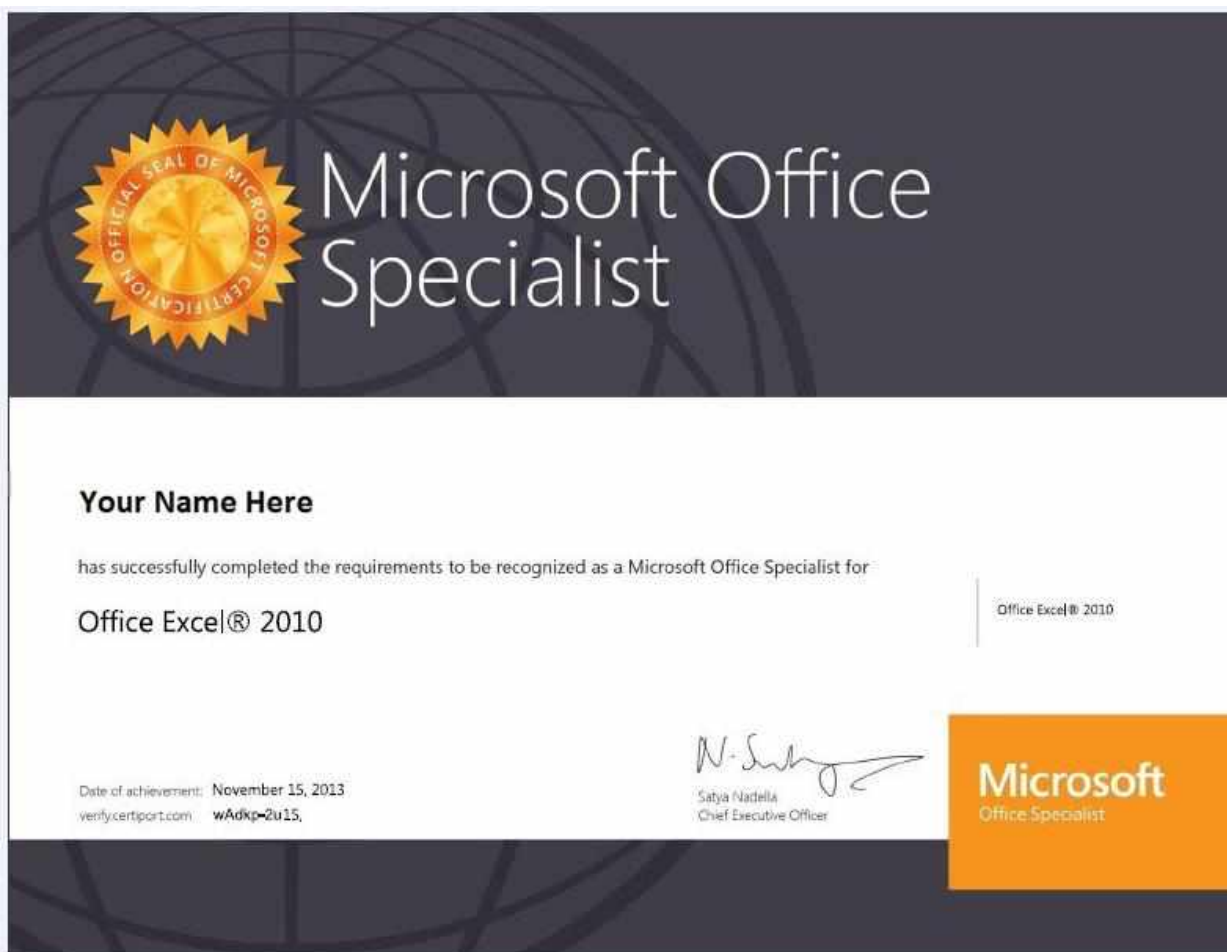 OFFICIAL SEAL OF MICROSOFT CERTIFICATION
Microsoft Office
Specialist
Your Name Here
has successfully completed the requirements to be recognized as a Microsoft Office Specialist for
Office Excel® 2010
Office Excel® 2010
Date of achievement: November 15, 2013
verify.certiport.com wAdkp-2u15,
Satya Nadella
Chief Executive Officer
Microsoft
Office Specialist